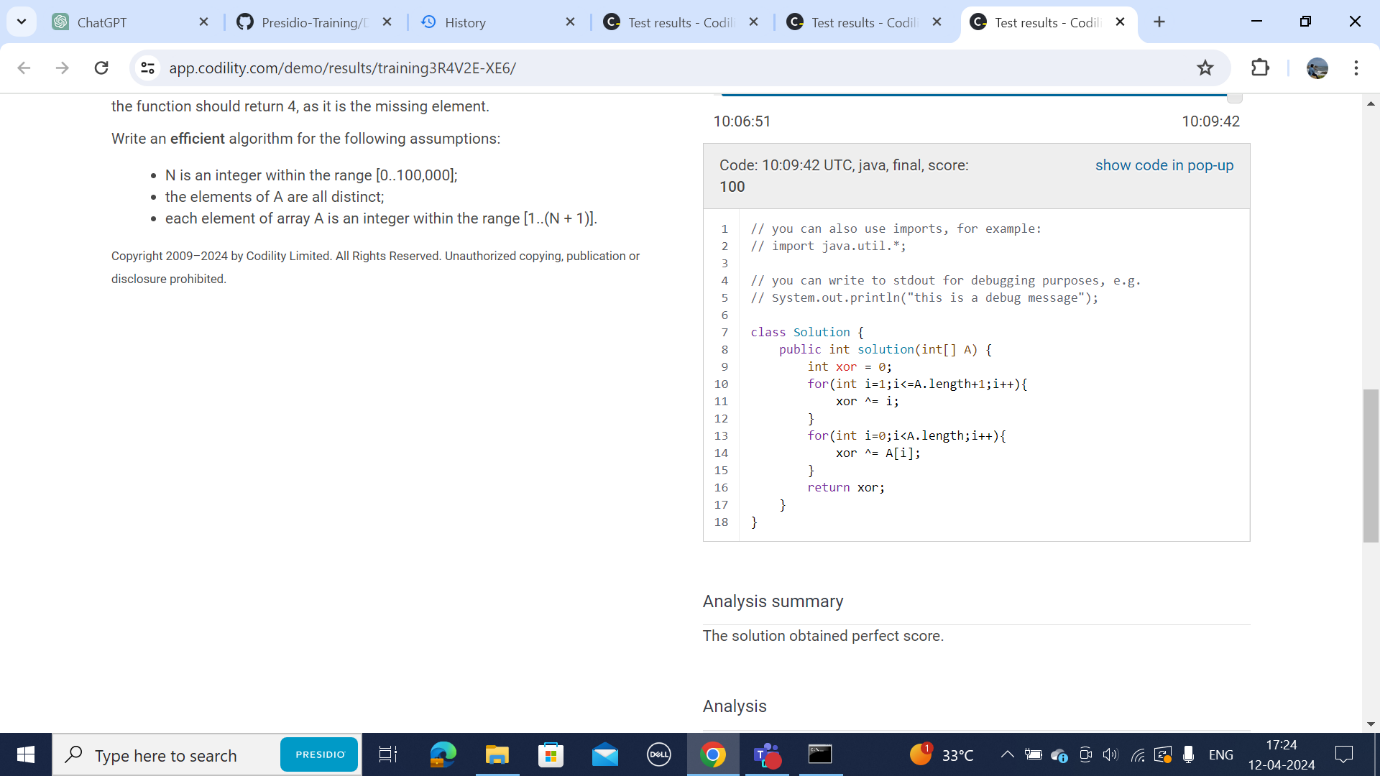 ChatGPT
Presidio-Training/
History
Test results - Codil
Test results - Codil
Test results - Codil
app.codility.com/demo/results/training3R4V2E-XE6/
the function should return 4, as it is the missing element.
Write an efficient algorithm for the following assumptions:
• N is an integer within the range [0..100,000];
• the elements of A are all distinct;
• each element of array A is an integer within the range [1..(N + 1)].
Copyright 2009–2024 by Codility Limited. All Rights Reserved. Unauthorized copying, publication or
disclosure prohibited.
10:06:51
10:09:42
Code: 10:09:42 UTC, java, final, score:
100
show code in pop-up
1 // you can also use imports, for example:
2 // import java.util.*;
3
4 // you can write to stdout for debugging purposes, e.g.
5 // System.out.println("this is a debug message");
6
7 class Solution {
8 public int solution(int[] A) {
9 int xor = 0;
10 for(int i=1;i<=A.length+1;i++){
11 xor ^= i;
12 }
13 for(int i=0;i<A.length;i++){
14 xor ^= A[i];
15 }
16 return xor;
17 }
18 }
Analysis summary
The solution obtained perfect score.
Analysis
Type here to search
PRESIDIO
DELL
1
33°C
ENG
17:24
12-04-2024